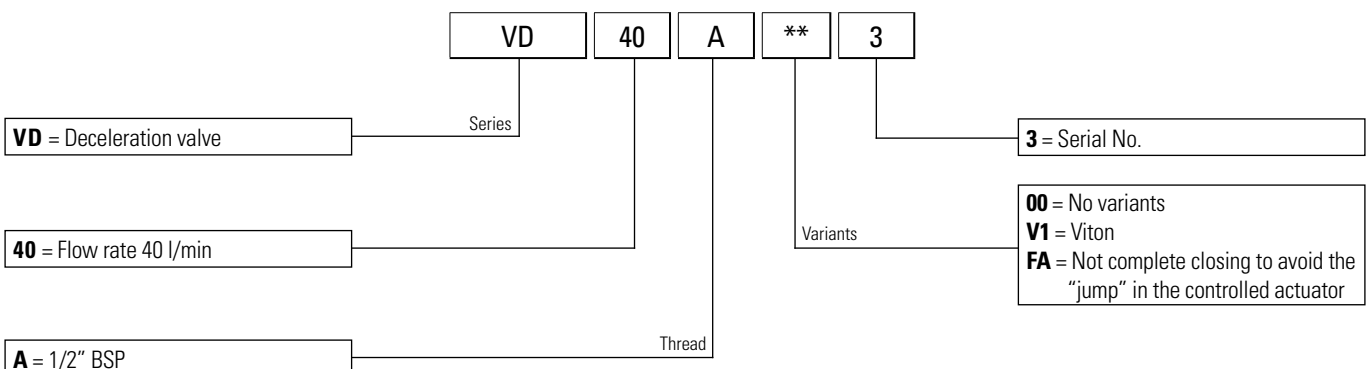 VD 40 A ** 3
Series
VD = Deceleration valve
3 = Serial No.
40 = Flow rate 40 l/min
Variants
00 = No variants
V1 = Viton
FA = Not complete closing to avoid the
“jump” in the controlled actuator
Thread
A = 1/2” BSP